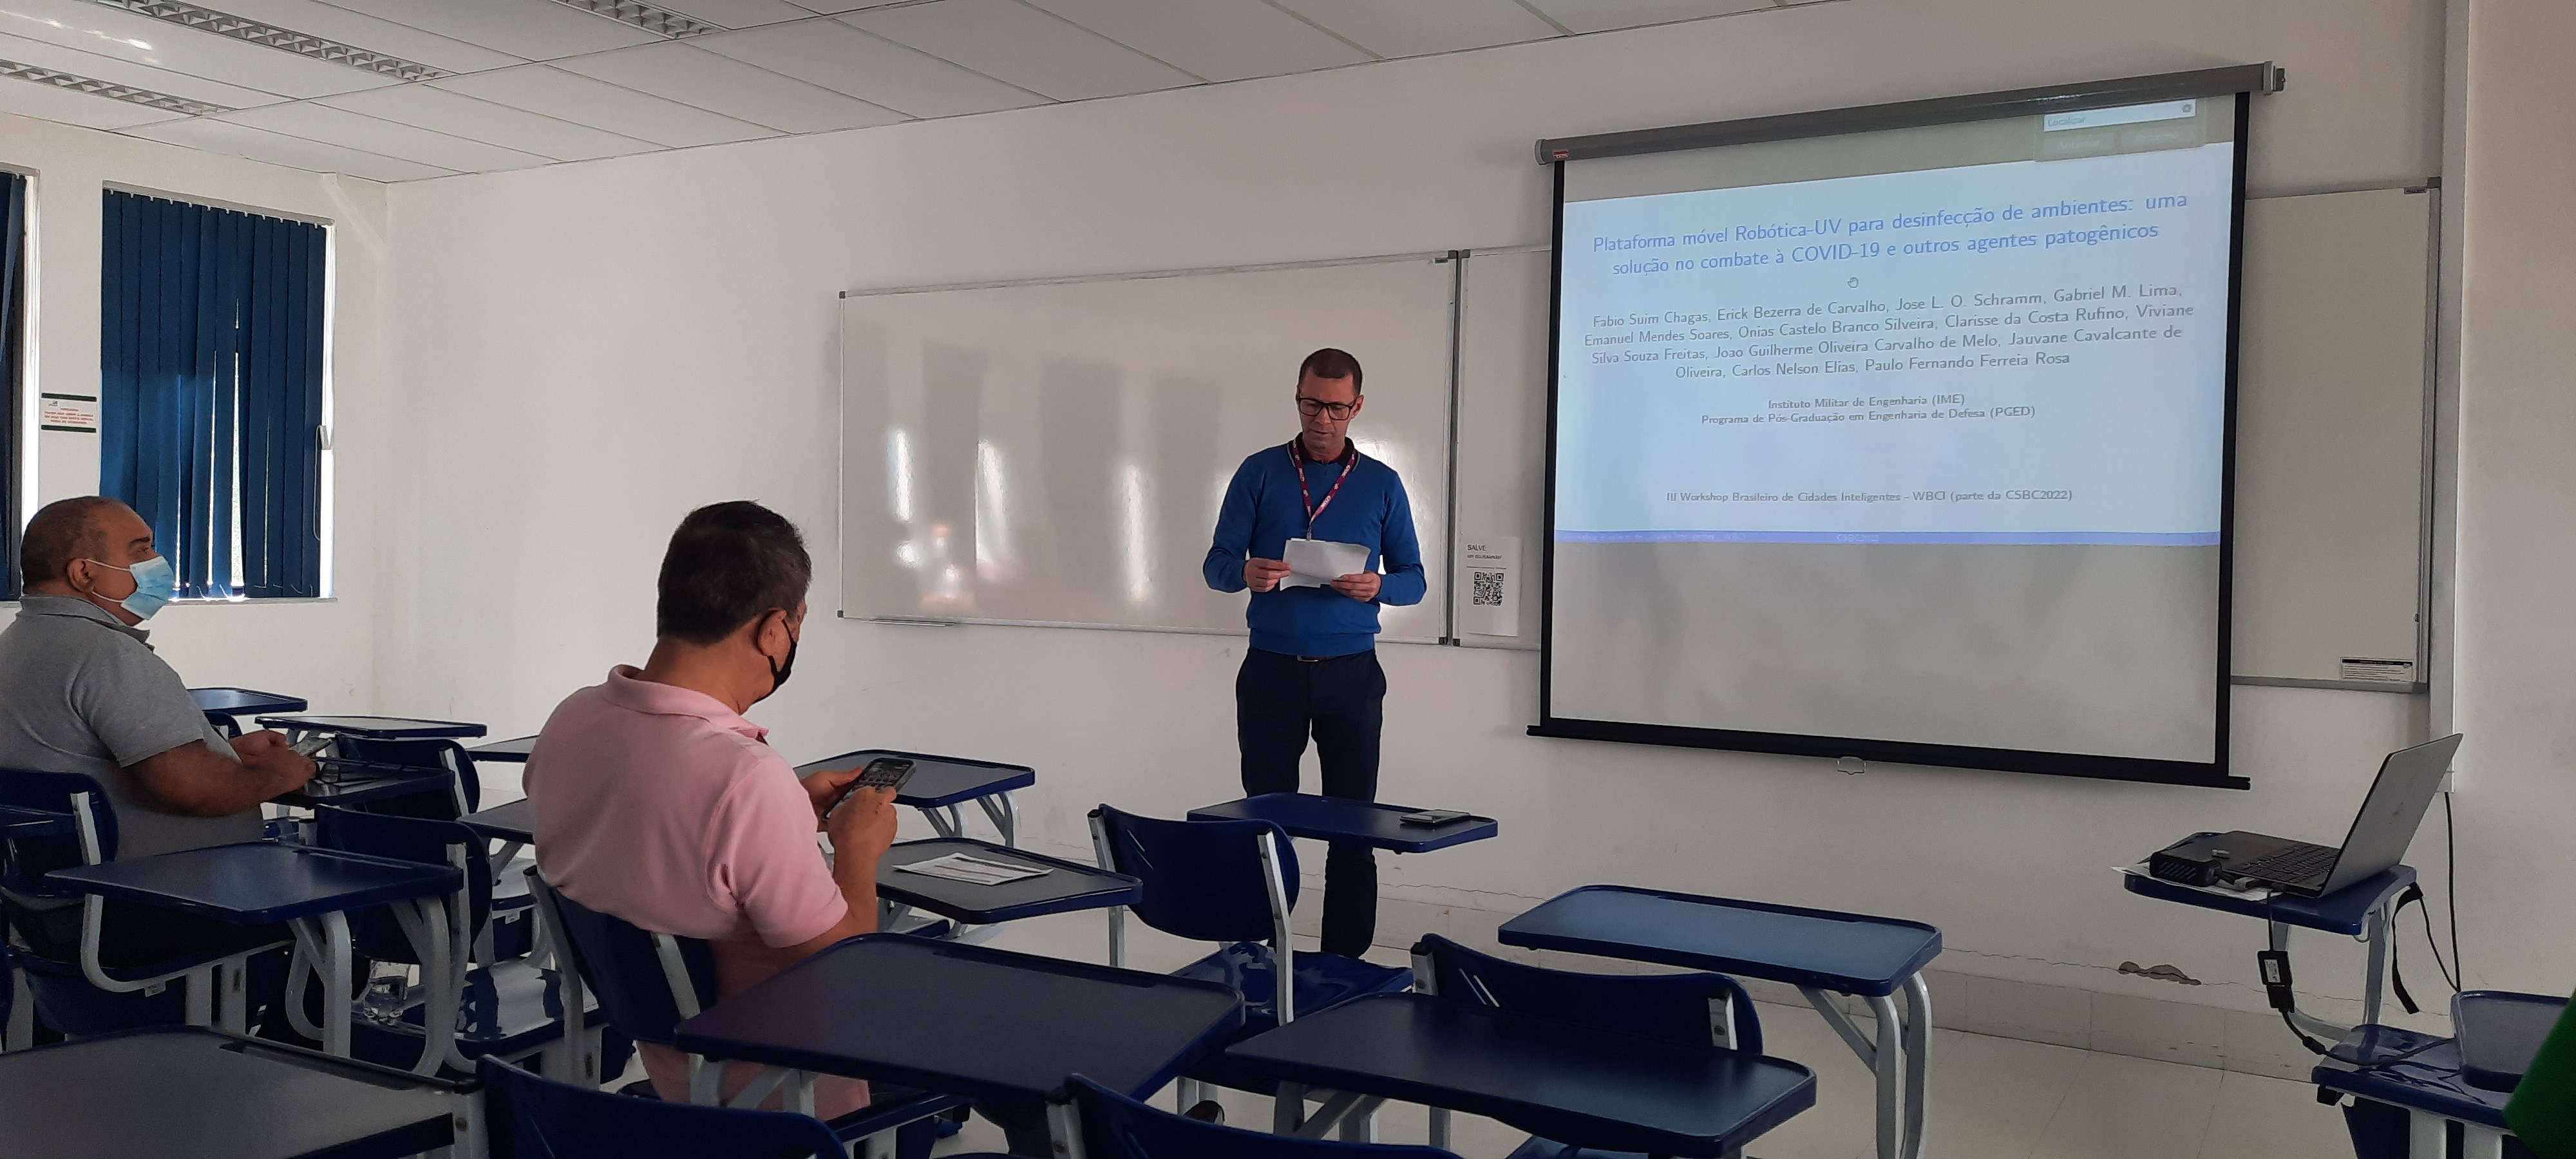 Localizar
Plataforma móvel Robótica-UV para desinfecção de ambientes: uma
solução no combate à COVID-19 e outros agentes patogênicos
Fabio Suim Chagas, Erick Bezerra de Carvalho, Jose L. O. Schramm, Gabriel M. Lima,
Emanuel Mendes Soares, Onias Castelo Branco Silveira, Clarisse da Costa Rufino, Viviane
Silva Souza Freitas, Joao Guilherme Oliveira Carvalho de Melo, Jauvane Cavalcante de
Oliveira, Carlos Nelson Elias, Paulo Fernando Ferreia Rosa
Instituto Militar de Engenharia (IME)
Programa de Pós-Graduação em Engenharia de Defesa (PGED)
III Workshop Brasileiro de Cidades Inteligentes - WBCI (parte da CSBC2022)
SALVE